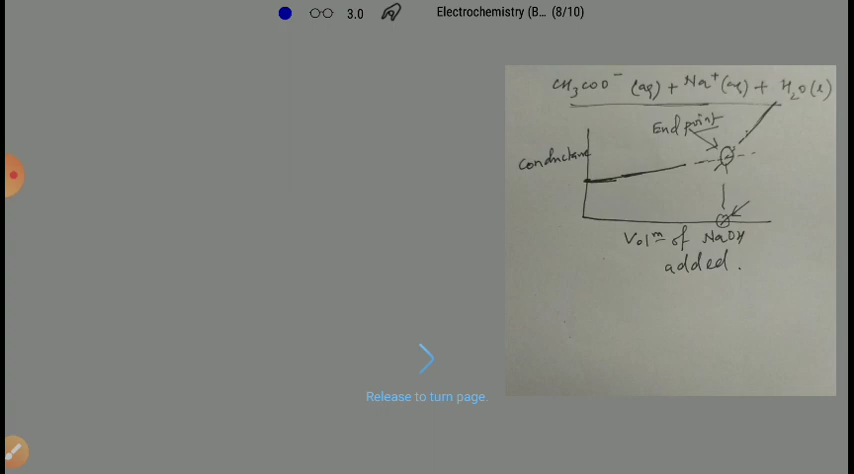 3.0 Electrochemistry (B... (8/10)
CH₃COO⁻ (aq) + Na⁺ (aq) + H₂O(l)
End point
Conductance
Volᵐ of NaOH
added.
Release to turn page.